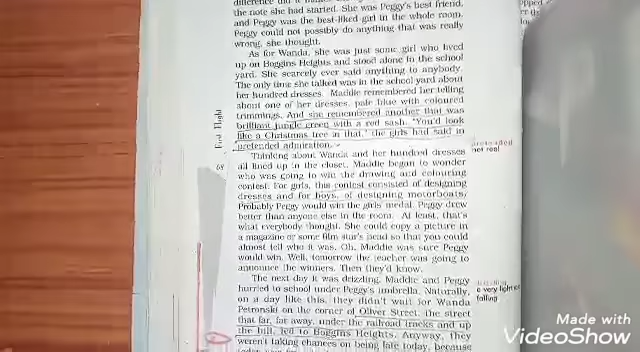 the note she had started. She was Peggy's best friend,
and Peggy was the best-liked girl in the whole room.
Peggy could not possibly do anything that was really
wrong, she thought.
As for Wanda, she was just some girl who lived
up on Boggins Heights and stood alone in the school
yard. She scarcely ever said anything to anybody.
The only time she talked was in the school yard about
her hundred dresses. Maddie remembered her telling
about one of her dresses, pale blue with coloured
trimmings. And she remembered another that was
brilliant jungle green with a red sash. "You'd look
like a Christmas tree in that," the girls had said in
pretended admiration.
Thinking about Wanda and her hundred dresses
all lined up in the closet, Maddie began to wonder
who was going to win the drawing and colouring
contest. For girls, this contest consisted of designing
dresses and for boys, of designing motorboats.
Probably Peggy would win the girls' medal. Peggy drew
better than anyone else in the room. At least, that's
what everybody thought. She could copy a picture in
a magazine or some film star's head so that you could
almost tell who it was. Oh, Maddie was sure Peggy
would win. Well, tomorrow the teacher was going to
announce the winners. Then they'd know.
The next day it was drizzling. Maddie and Peggy
hurried to school under Peggy's umbrella. Naturally,
on a day like this, they didn't wait for Wanda
Petronski on the corner of Oliver Street, the street
that far, far away, under the railroad tracks and up
the hill, led to Boggins Heights. Anyway, they
weren't taking chances on being late today, because
First Flight
pretended
not real
a very light
falling
Made with
VideoShow